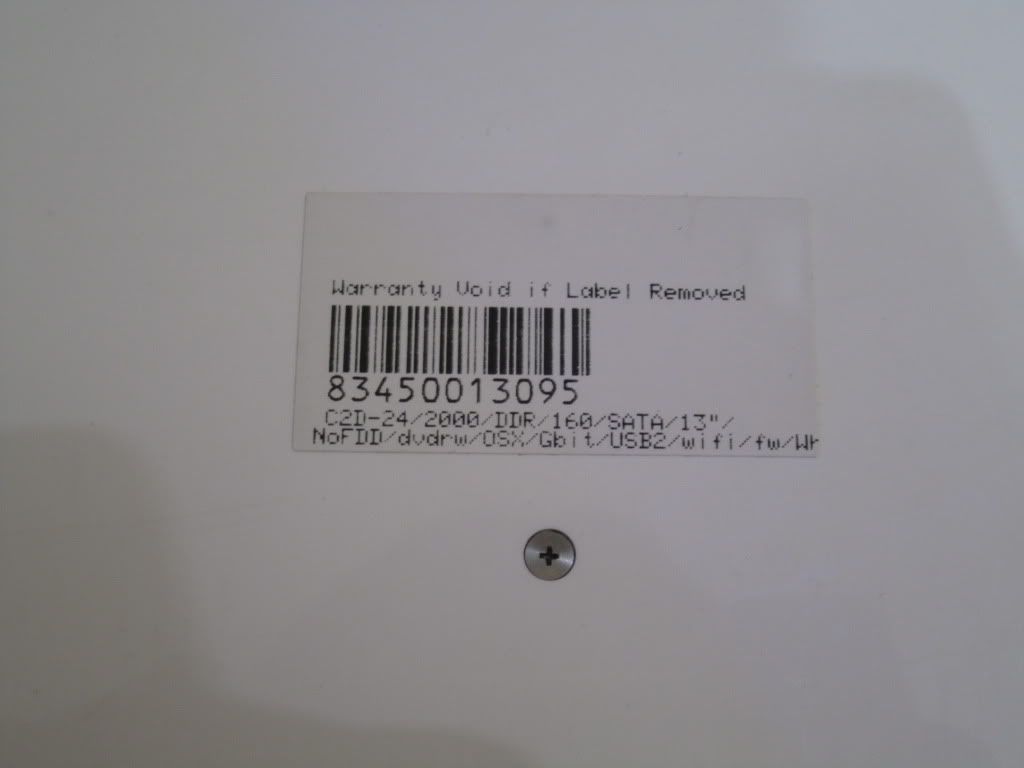 Warranty Void if Label Removed
83450013095
C2D-24/2000/DDR/160/SATA/13"/
NoFDD/dvdrw/OSX/Gbit/USB2/wifi/fw/Wh